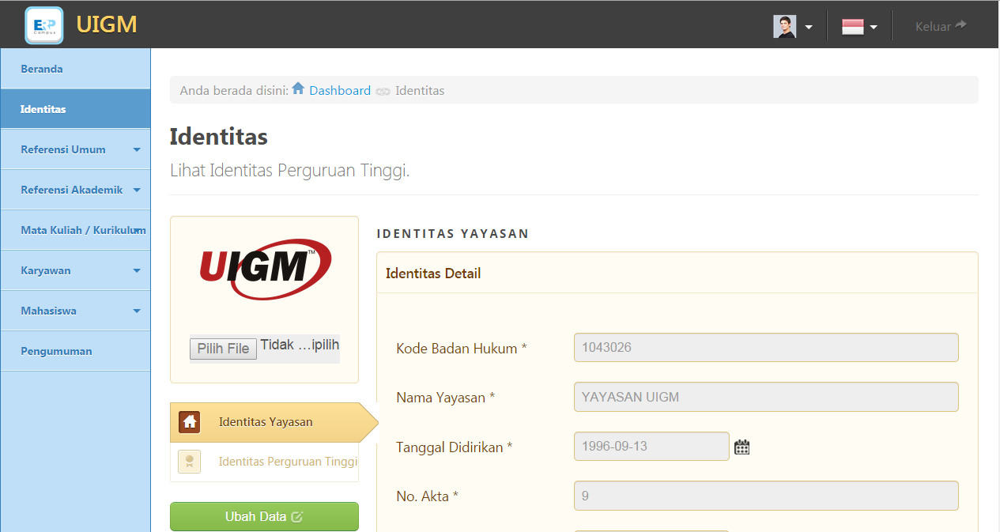 ERP
Campus
UIGM
Keluar
Beranda
Identitas
Referensi Umum
Referensi Akademik
Mata Kuliah / Kurikulum
Karyawan
Mahasiswa
Pengumuman
Anda berada disini: Dashboard Identitas
Identitas
Lihat Identitas Perguruan Tinggi.
UIGM™
Pilih File Tidak ...ipilih
Identitas Yayasan
Identitas Perguruan Tinggi
Ubah Data
IDENTITAS YAYASAN
Identitas Detail
Kode Badan Hukum * 1043026
Nama Yayasan * YAYASAN UIGM
Tanggal Didirikan * 1996-09-13
No. Akta * 9